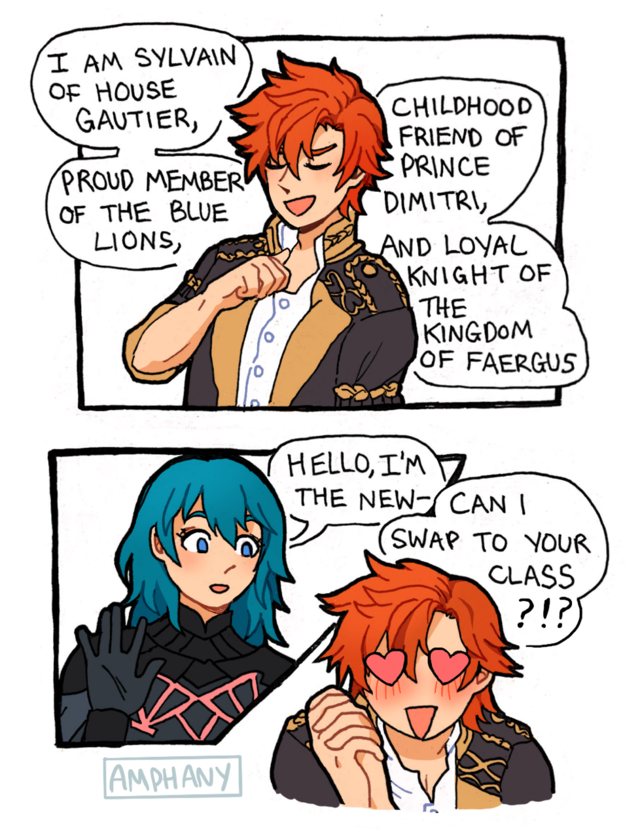 I AM SYLVAIN
OF HOUSE
GAUTIER,
PROUD MEMBER
OF THE BLUE
LIONS,
CHILDHOOD
FRIEND OF
PRINCE
DIMITRI,
AND LOYAL
KNIGHT OF
THE
KINGDOM
OF FAERGUS
HELLO, I'M
THE NEW-
CAN I
SWAP TO YOUR
CLASS
?!?
AMPHANY